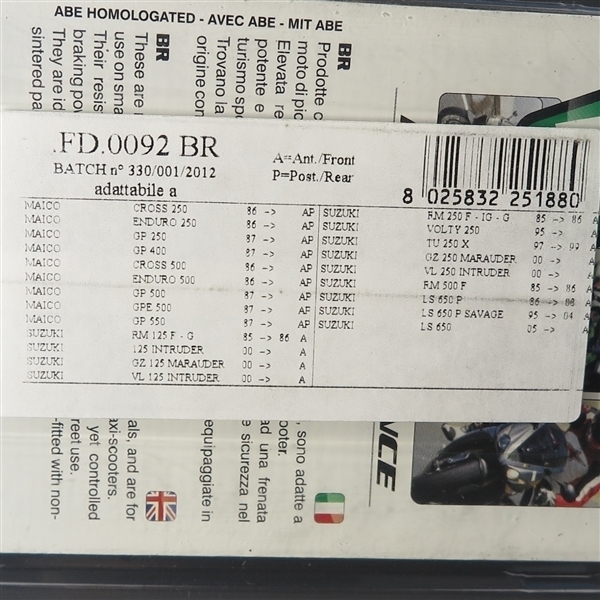 ABE HOMOLOGATED - AVEC ABE - MIT ABE
BR
These are
use on sma
Their resis
braking pow
They are id
sintered pa
BR
Prodotte c
moto di pic
Elevata re
potente e
turismo spo
Trovano la
origine con
.FD.0092 BR
BATCH n° 330/001/2012
adattabile a
A=Ant./Front
P=Post./Rear
8 025832 251880
MAICO CROSS 250 86 -> AP
MAICO ENDURO 250 86 -> AP
MAICO GP 250 87 -> AP
MAICO GP 400 87 -> AP
MAICO CROSS 500 86 -> AP
MAICO ENDURO 500 86 -> AP
MAICO GP 500 87 -> AP
MAICO GPE 500 87 -> AP
MAICO GP 550 87 -> AP
SUZUKI RM 125 F - G 85 -> 86 A
SUZUKI 125 INTRUDER 00 -> A
SUZUKI GZ 125 MARAUDER 00 -> A
SUZUKI VL 125 INTRUDER 00 -> A
SUZUKI RM 250 F - IG - G 85 -> 86 A
SUZUKI VOLTY 250 95 -> A
SUZUKI TU 250 X 97 -> 99 A
SUZUKI GZ 250 MARAUDER 00 -> A
SUZUKI VL 250 INTRUDER 00 -> A
SUZUKI RM 500 F 85 -> 86 A
SUZUKI LS 650 P 86 -> 88 A
SUZUKI LS 650 P SAVAGE 95 -> 04 A
SUZUKI LS 650 05 -> A
als, and are for
axi-scooters.
yet controlled
reet use.
-fitted with non-
, sono adatte a
ooter.
ad una frenata
e sicurezza nel
equipaggiate in
NCE